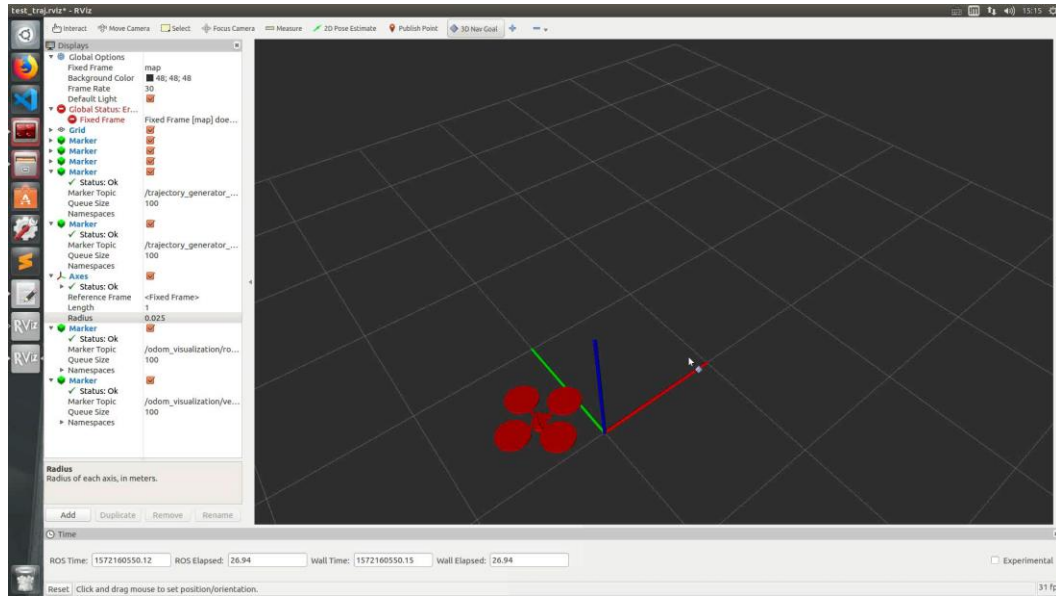 test_traj.rviz* - RViz
15:15
Interact Move Camera Select Focus Camera Measure 2D Pose Estimate Publish Point 3D Nav Goal
Displays
Global Options
Fixed Frame map
Background Color 48; 48; 48
Frame Rate 30
Default Light
Global Status: Er...
Fixed Frame Fixed Frame [map] doe...
Grid
Marker
Marker
Marker
Marker
Status: Ok
Marker Topic /trajectory_generator_...
Queue Size 100
Namespaces
Marker
Status: Ok
Marker Topic /trajectory_generator_...
Queue Size 100
Namespaces
Axes
Status: Ok
Reference Frame <Fixed Frame>
Length 1
Radius 0.025
Marker
Status: Ok
Marker Topic /odom_visualization/ro...
Queue Size 100
Namespaces
Marker
Status: Ok
Marker Topic /odom_visualization/ve...
Queue Size 100
Namespaces
RViz
RViz
Radius
Radius of each axis, in meters.
Add Duplicate Remove Rename
Time
ROS Time: 1572160550.12 ROS Elapsed: 26.94 Wall Time: 1572160550.15 Wall Elapsed: 26.94 Experimental
Reset Click and drag mouse to set position/orientation. 31 fp